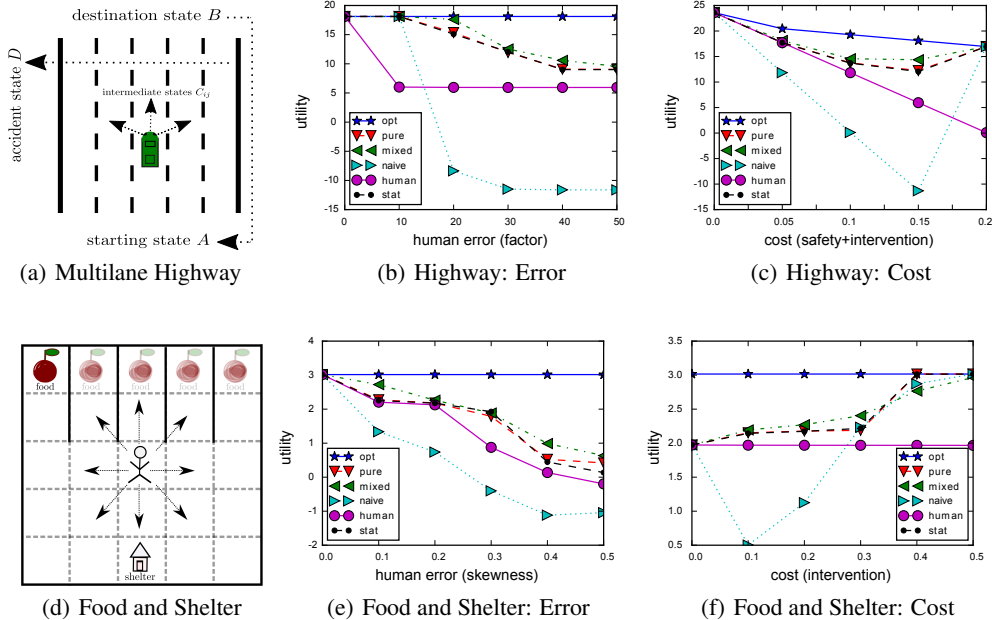 destination state B
accident state D
intermediate states C_ij
starting state A
(a) Multilane Highway
utility
20
15
10
5
0
-5
-10
-15
opt
pure
mixed
naive
human
stat
0 10 20 30 40 50
human error (factor)
(b) Highway: Error
utility
25
20
15
10
5
0
-5
-10
-15
opt
pure
mixed
naive
human
stat
0.0 0.05 0.1 0.15 0.2
cost (safety+intervention)
(c) Highway: Cost
food food food food food
shelter
(d) Food and Shelter
utility
4
3
2
1
0
-1
-2
opt
pure
mixed
naive
human
stat
0.0 0.1 0.2 0.3 0.4 0.5
human error (skewness)
(e) Food and Shelter: Error
utility
3.5
3.0
2.5
2.0
1.5
1.0
0.5
opt
pure
mixed
naive
human
stat
0.0 0.1 0.2 0.3 0.4 0.5
cost (intervention)
(f) Food and Shelter: Cost